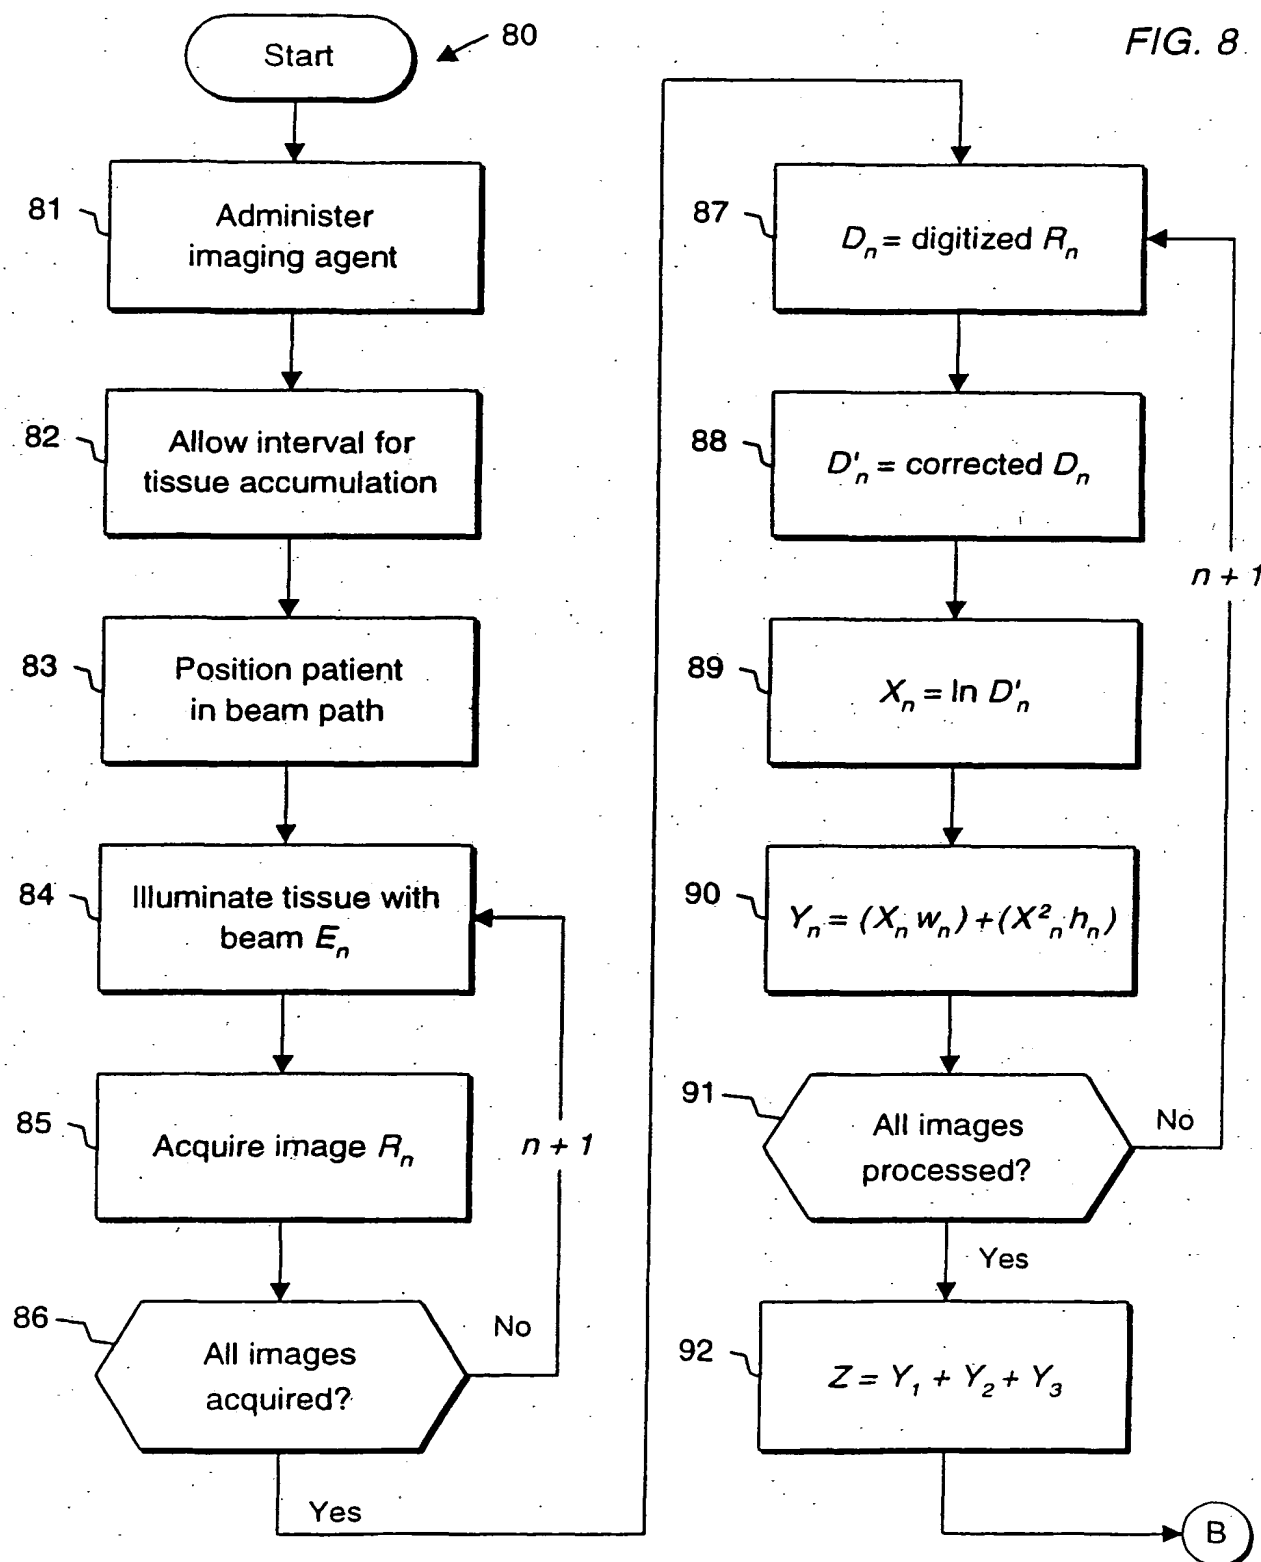 FIG. 8
Start
80
81
Administer
imaging agent
82
Allow interval for
tissue accumulation
83
Position patient
in beam path
84
Illuminate tissue with
beam Eₙ
85
Acquire image Rₙ
n + 1
86
All images
acquired?
No
Yes
87
Dₙ = digitized Rₙ
88
D'ₙ = corrected Dₙ
n + 1
89
Xₙ = ln D'ₙ
90
Yₙ = (Xₙ wₙ) + (X²ₙ hₙ)
91
All images
processed?
No
Yes
92
Z = Y₁ + Y₂ + Y₃
B